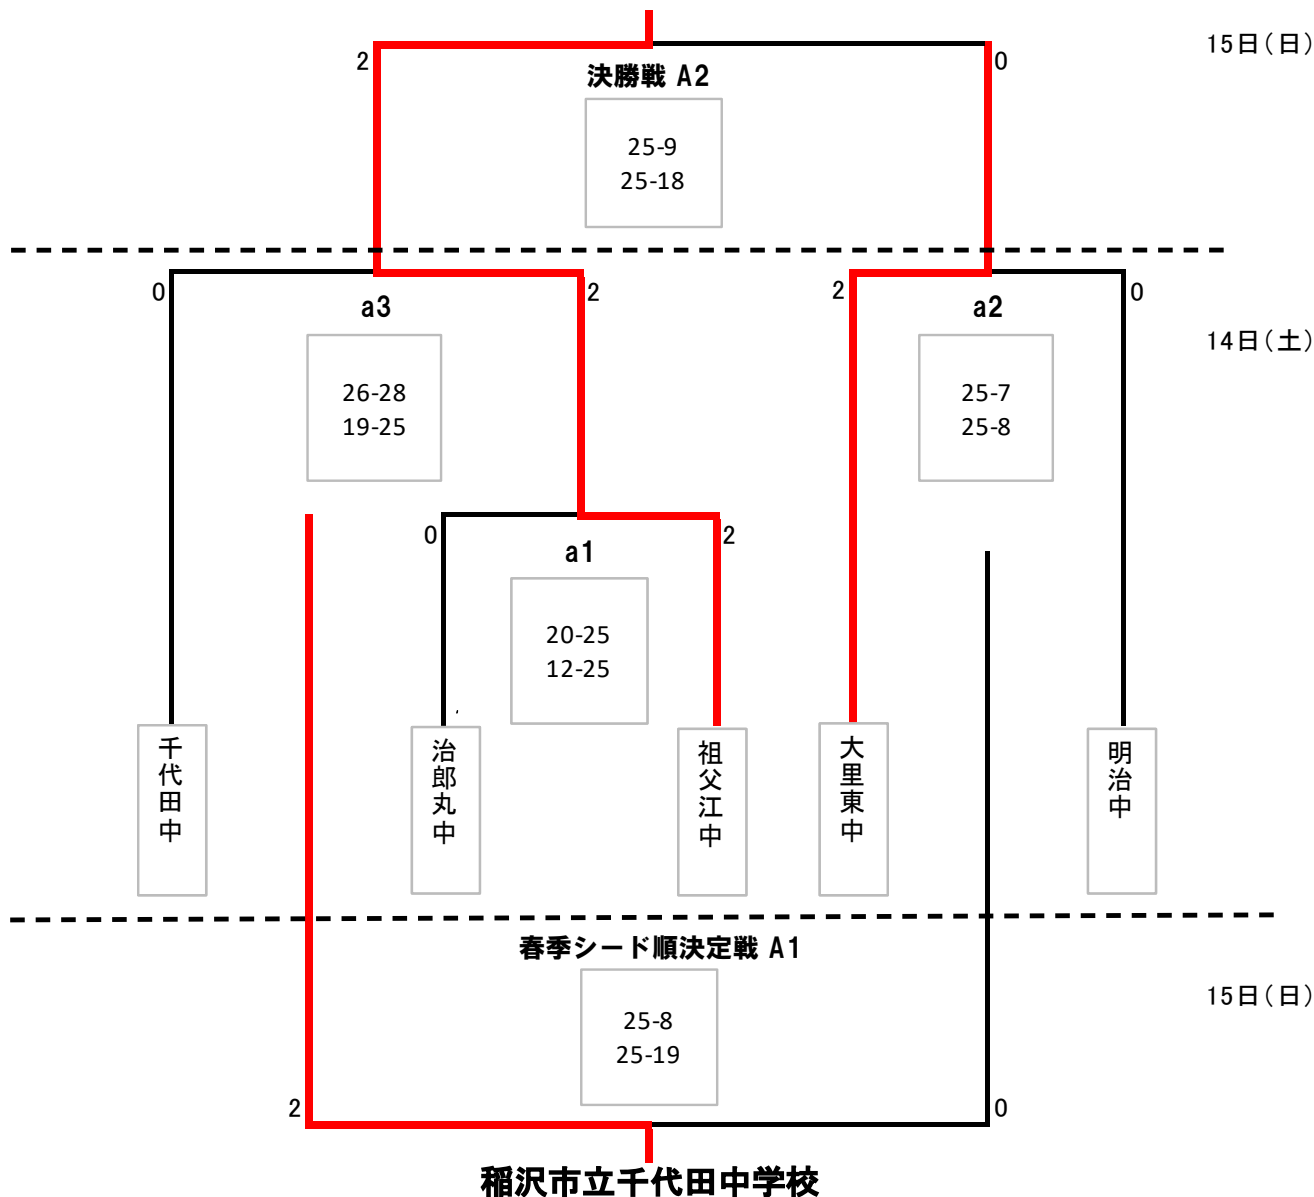 15日(日)
2
0
決勝戦 A2
25-9
25-18
0
2
2
0
a3
a2
14日(土)
26-28
19-25
25-7
25-8
0
2
a1
20-25
12-25
千代田中
治郎丸中
祖父江中
大里東中
明治中
春季シード順決定戦 A1
15日(日)
25-8
25-19
2
0
稲沢市立千代田中学校